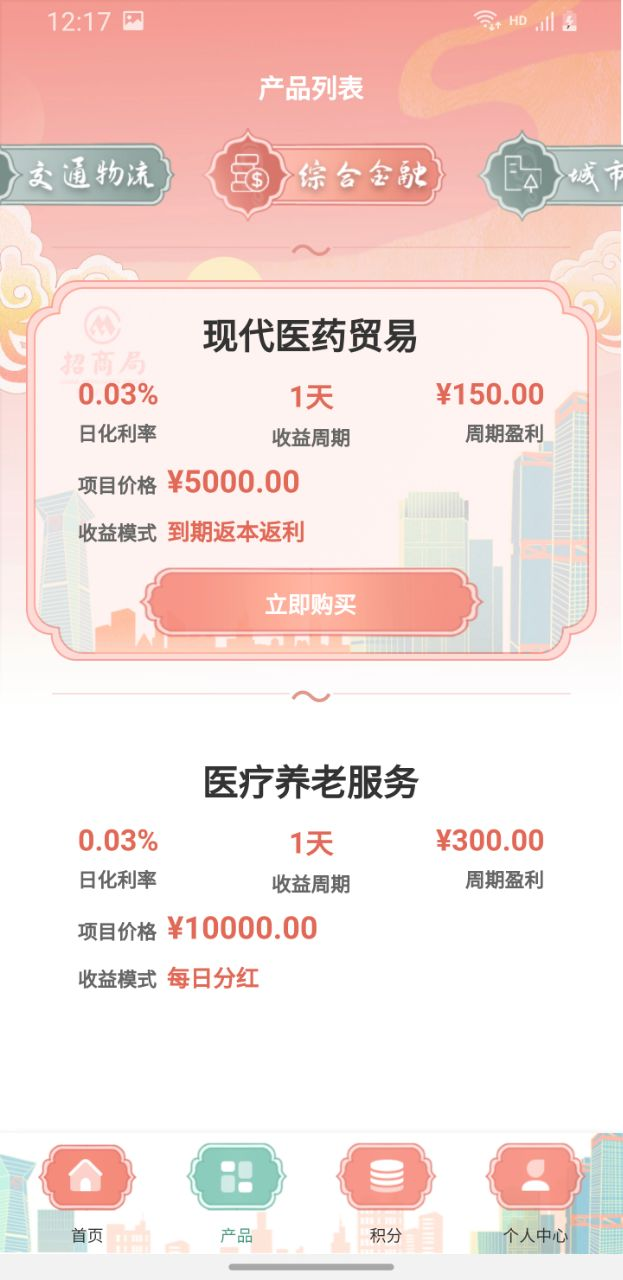 12:17 HD
产品列表
交通物流 综合金融 城市
招商局
现代医药贸易
0.03% 1天 ¥150.00
日化利率 收益周期 周期盈利
项目价格 ¥5000.00
收益模式 到期返本返利
立即购买
医疗养老服务
0.03% 1天 ¥300.00
日化利率 收益周期 周期盈利
项目价格 ¥10000.00
收益模式 每日分红
首页 产品 积分 个人中心